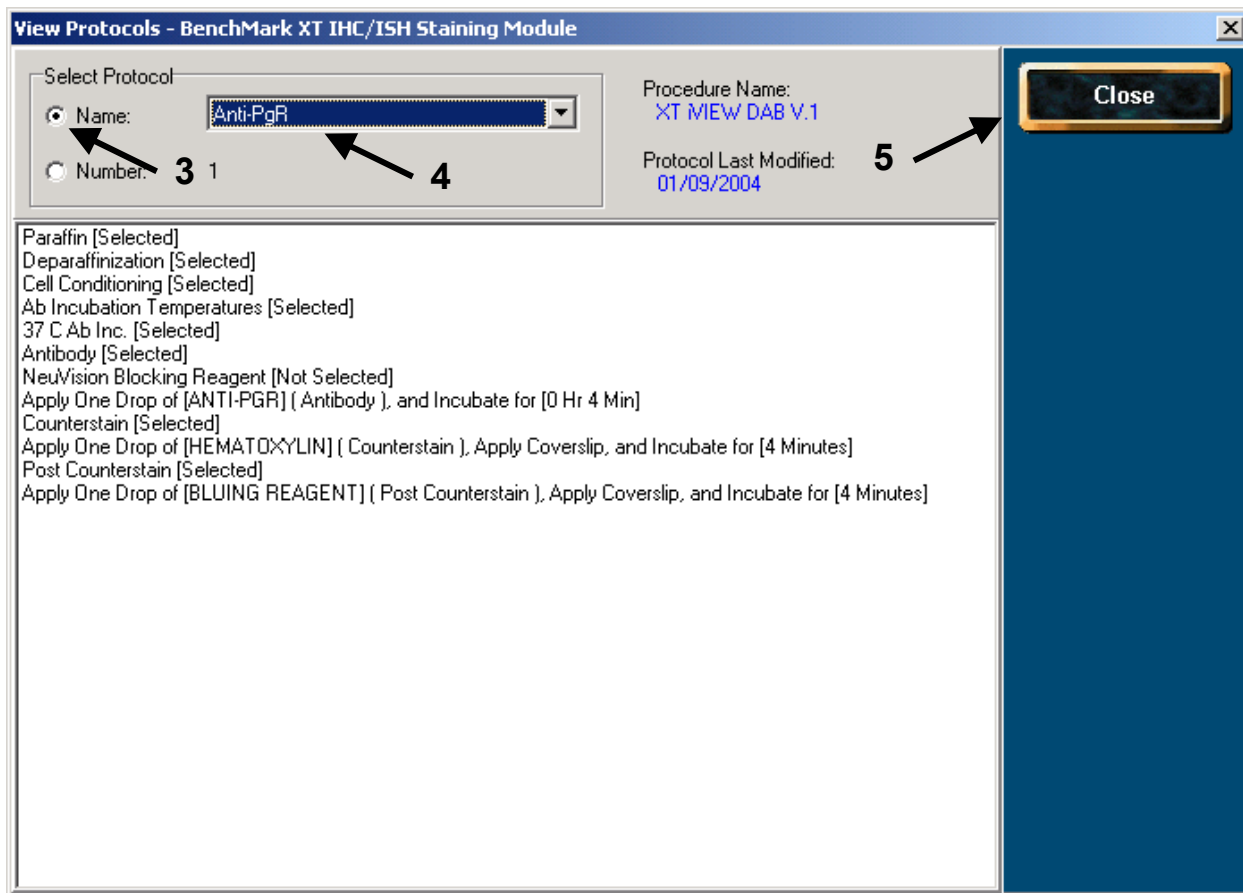 View Protocols - BenchMark XT IHC/ISH Staining Module
Select Protocol
Name: Anti-PgR
Number: 1
3
4
Procedure Name:
XT iVIEW DAB V.1
Protocol Last Modified:
01/09/2004
5
Close
Paraffin [Selected]
Deparaffinization [Selected]
Cell Conditioning [Selected]
Ab Incubation Temperatures [Selected]
37 C Ab Inc. [Selected]
Antibody [Selected]
NeuVision Blocking Reagent [Not Selected]
Apply One Drop of [ANTI-PGR] ( Antibody ), and Incubate for [0 Hr 4 Min]
Counterstain [Selected]
Apply One Drop of [HEMATOXYLIN] ( Counterstain ), Apply Coverslip, and Incubate for [4 Minutes]
Post Counterstain [Selected]
Apply One Drop of [BLUING REAGENT] ( Post Counterstain ), Apply Coverslip, and Incubate for [4 Minutes]